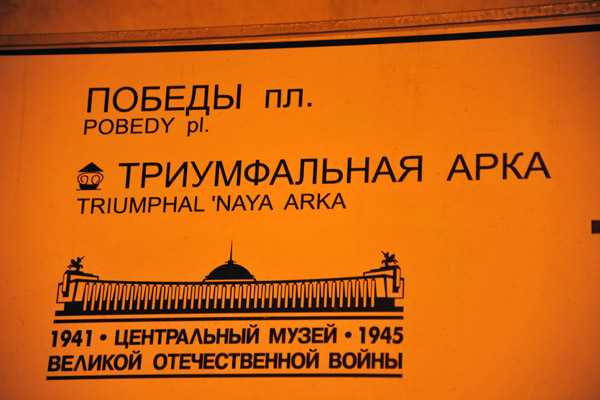 ПОБЕДЫ пл.
POBEDY pl.
ТРИУМФАЛЬНАЯ АРКА
TRIUMPHAL 'NAYA ARKA
1941 • ЦЕНТРАЛЬНЫЙ МУЗЕЙ • 1945
ВЕЛИКОЙ ОТЕЧЕСТВЕННОЙ ВОЙНЫ